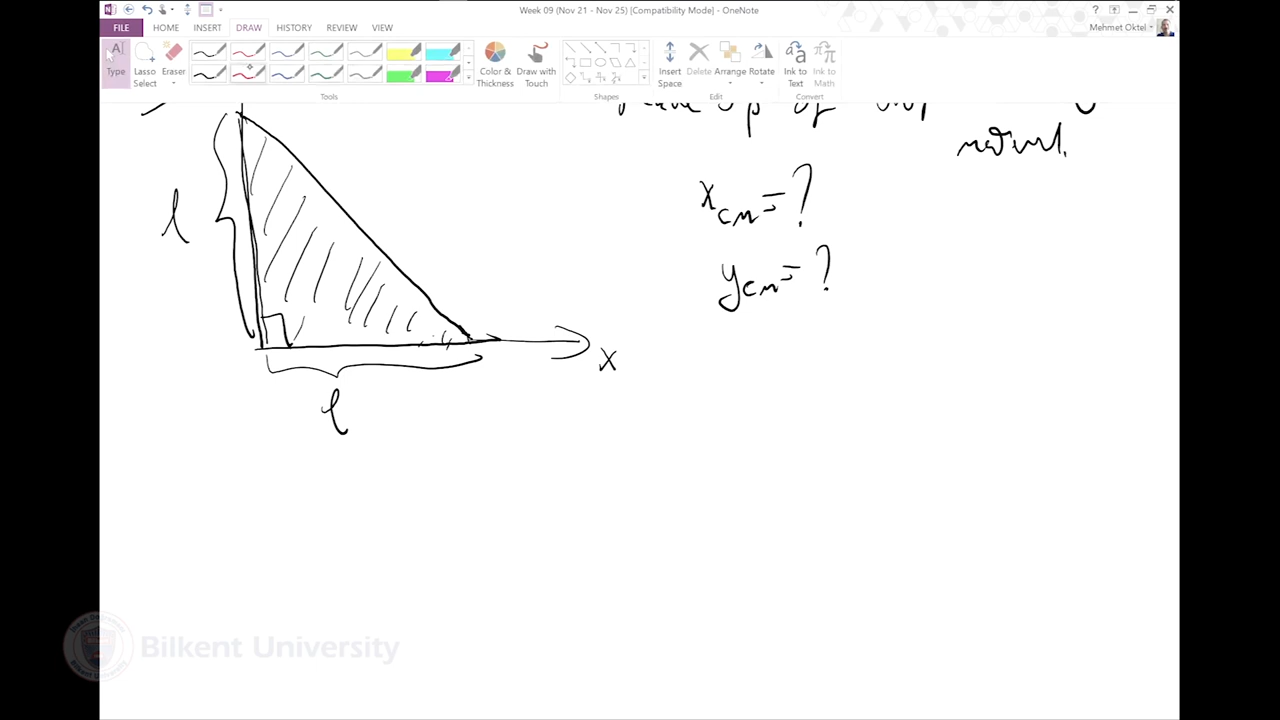 Week 09 (Nov 21 - Nov 25) [Compatibility Mode] - OneNote
Mehmet Oktel
FILE HOME INSERT DRAW HISTORY REVIEW VIEW
Type
Lasso Select
Eraser
Color & Thickness
Draw with Touch
Insert Space
Delete
Arrange
Rotate
Ink to Text
Ink to Math
Tools
Shapes
Edit
Convert
of
x_cm = ?
y_cm = ?
l
x
l
Bilkent University